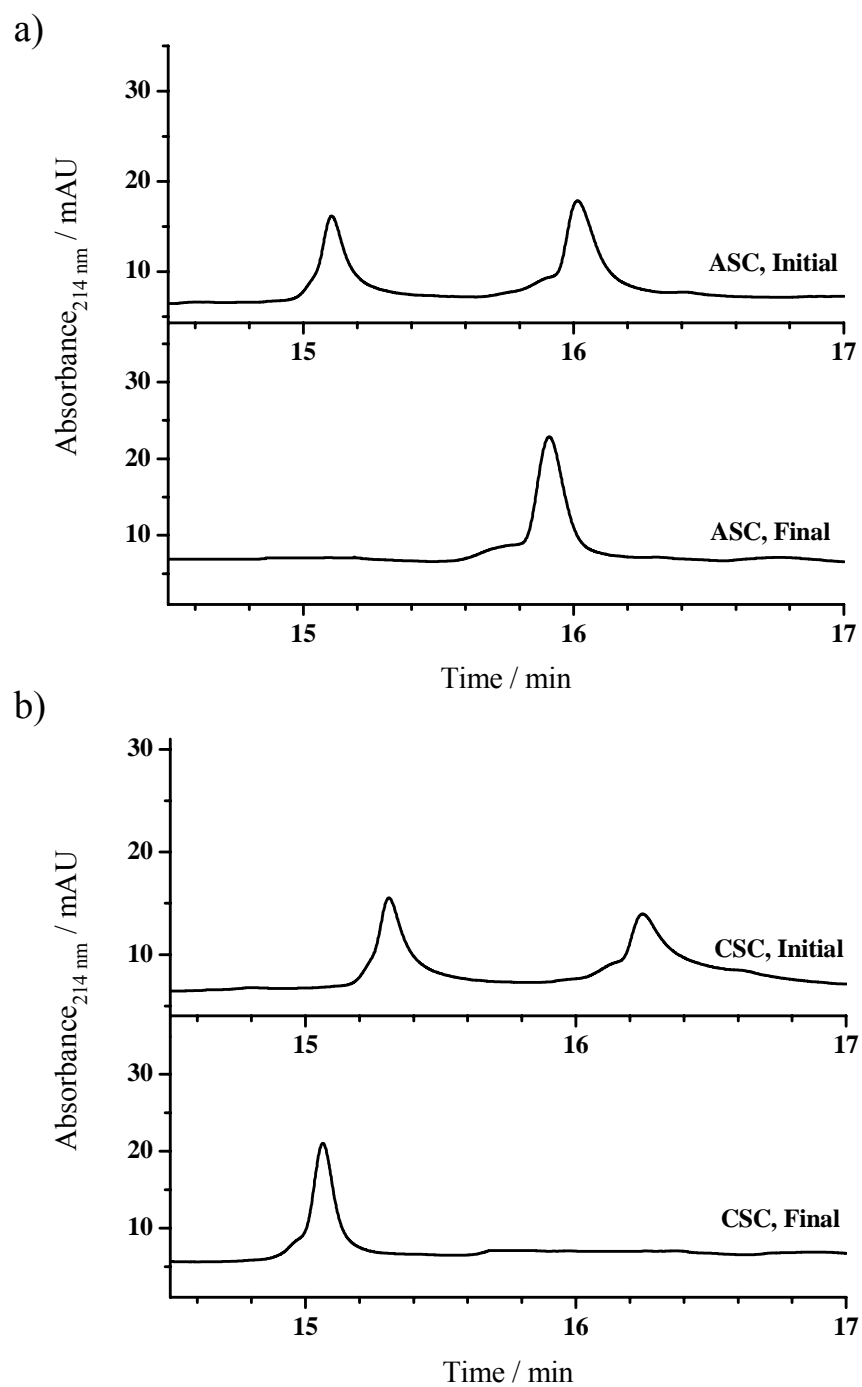 a)
30
20
10
ASC, Initial
15 16 17
Absorbance214 nm / mAU
30
20
10
ASC, Final
15 16 17
Time / min
b)
30
20
10
CSC, Initial
15 16 17
Absorbance214 nm / mAU
30
20
10
CSC, Final
15 16 17
Time / min